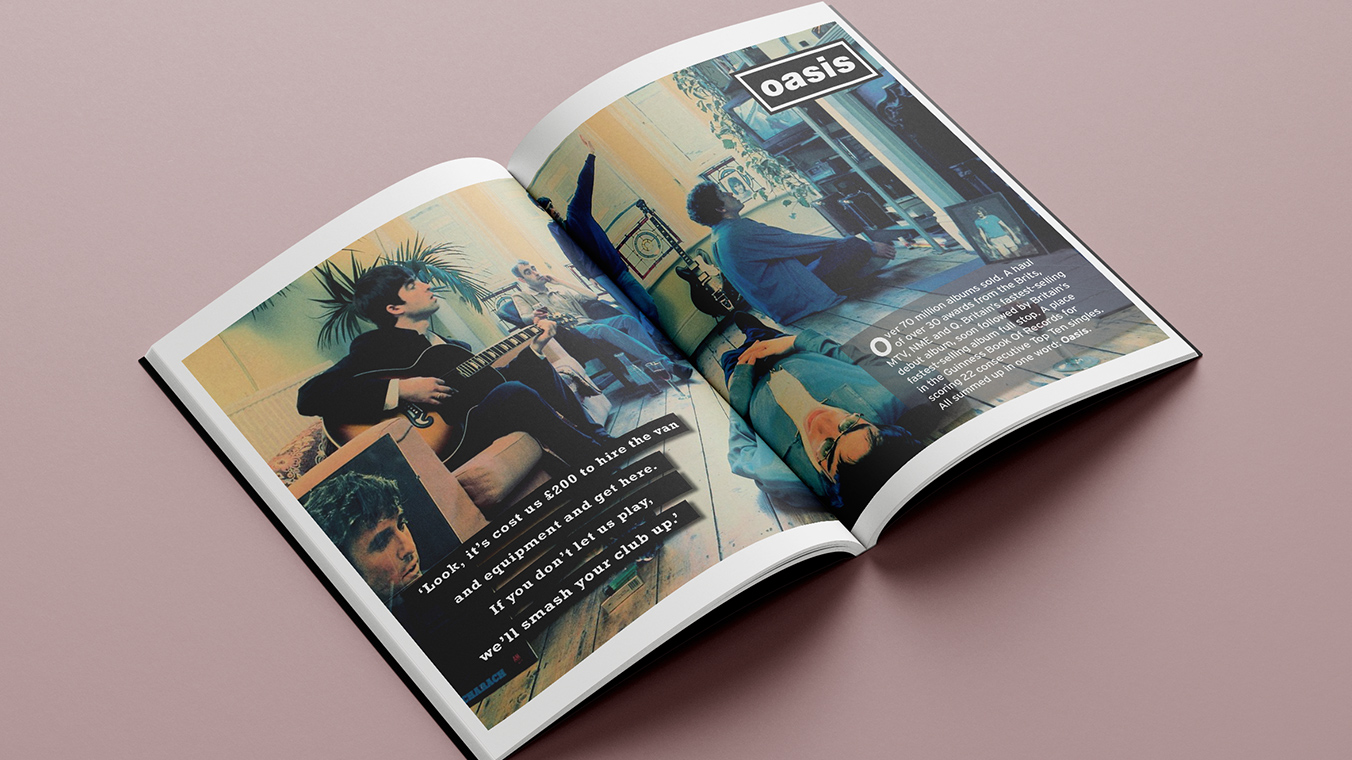 'Look, it's cost us £200 to hire the van
and equipment and get here.
If you don't let us play,
we'll smash your club up.'
CHARACH
oasis
Over 70 million albums sold. A haul
of over 30 awards from the Brits,
MTV, NME and Q. Britain's fastest-selling
debut album, soon followed by Britain's
fastest-selling album full stop. A place
in the Guinness Book Of Records for
scoring 22 consecutive Top Ten singles.
All summed up in one word: Oasis.